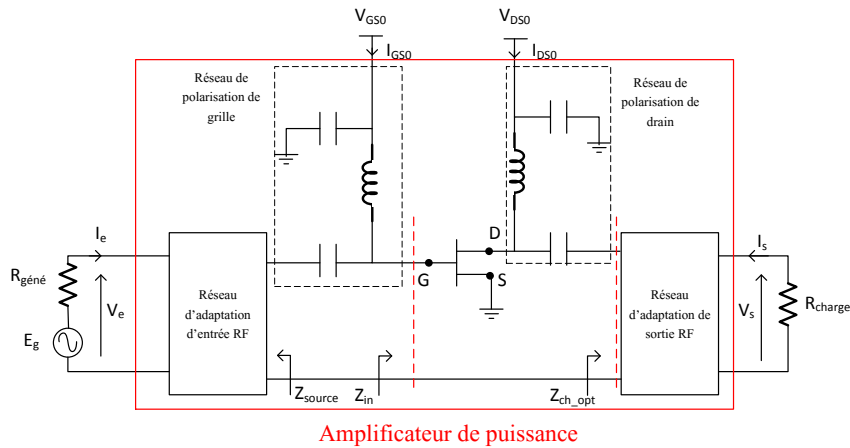 V_GS0
V_DS0
I_GS0
I_DS0
Réseau de
polarisation de
grille
Réseau de
polarisation de
drain
I_e
R_géné
V_e
E_g
Réseau
d'adaptation
d'entrée RF
G
D
S
Réseau
d'adaptation de
sortie RF
I_s
V_s
R_charge
Z_source
Z_in
Z_ch_opt
Amplificateur de puissance